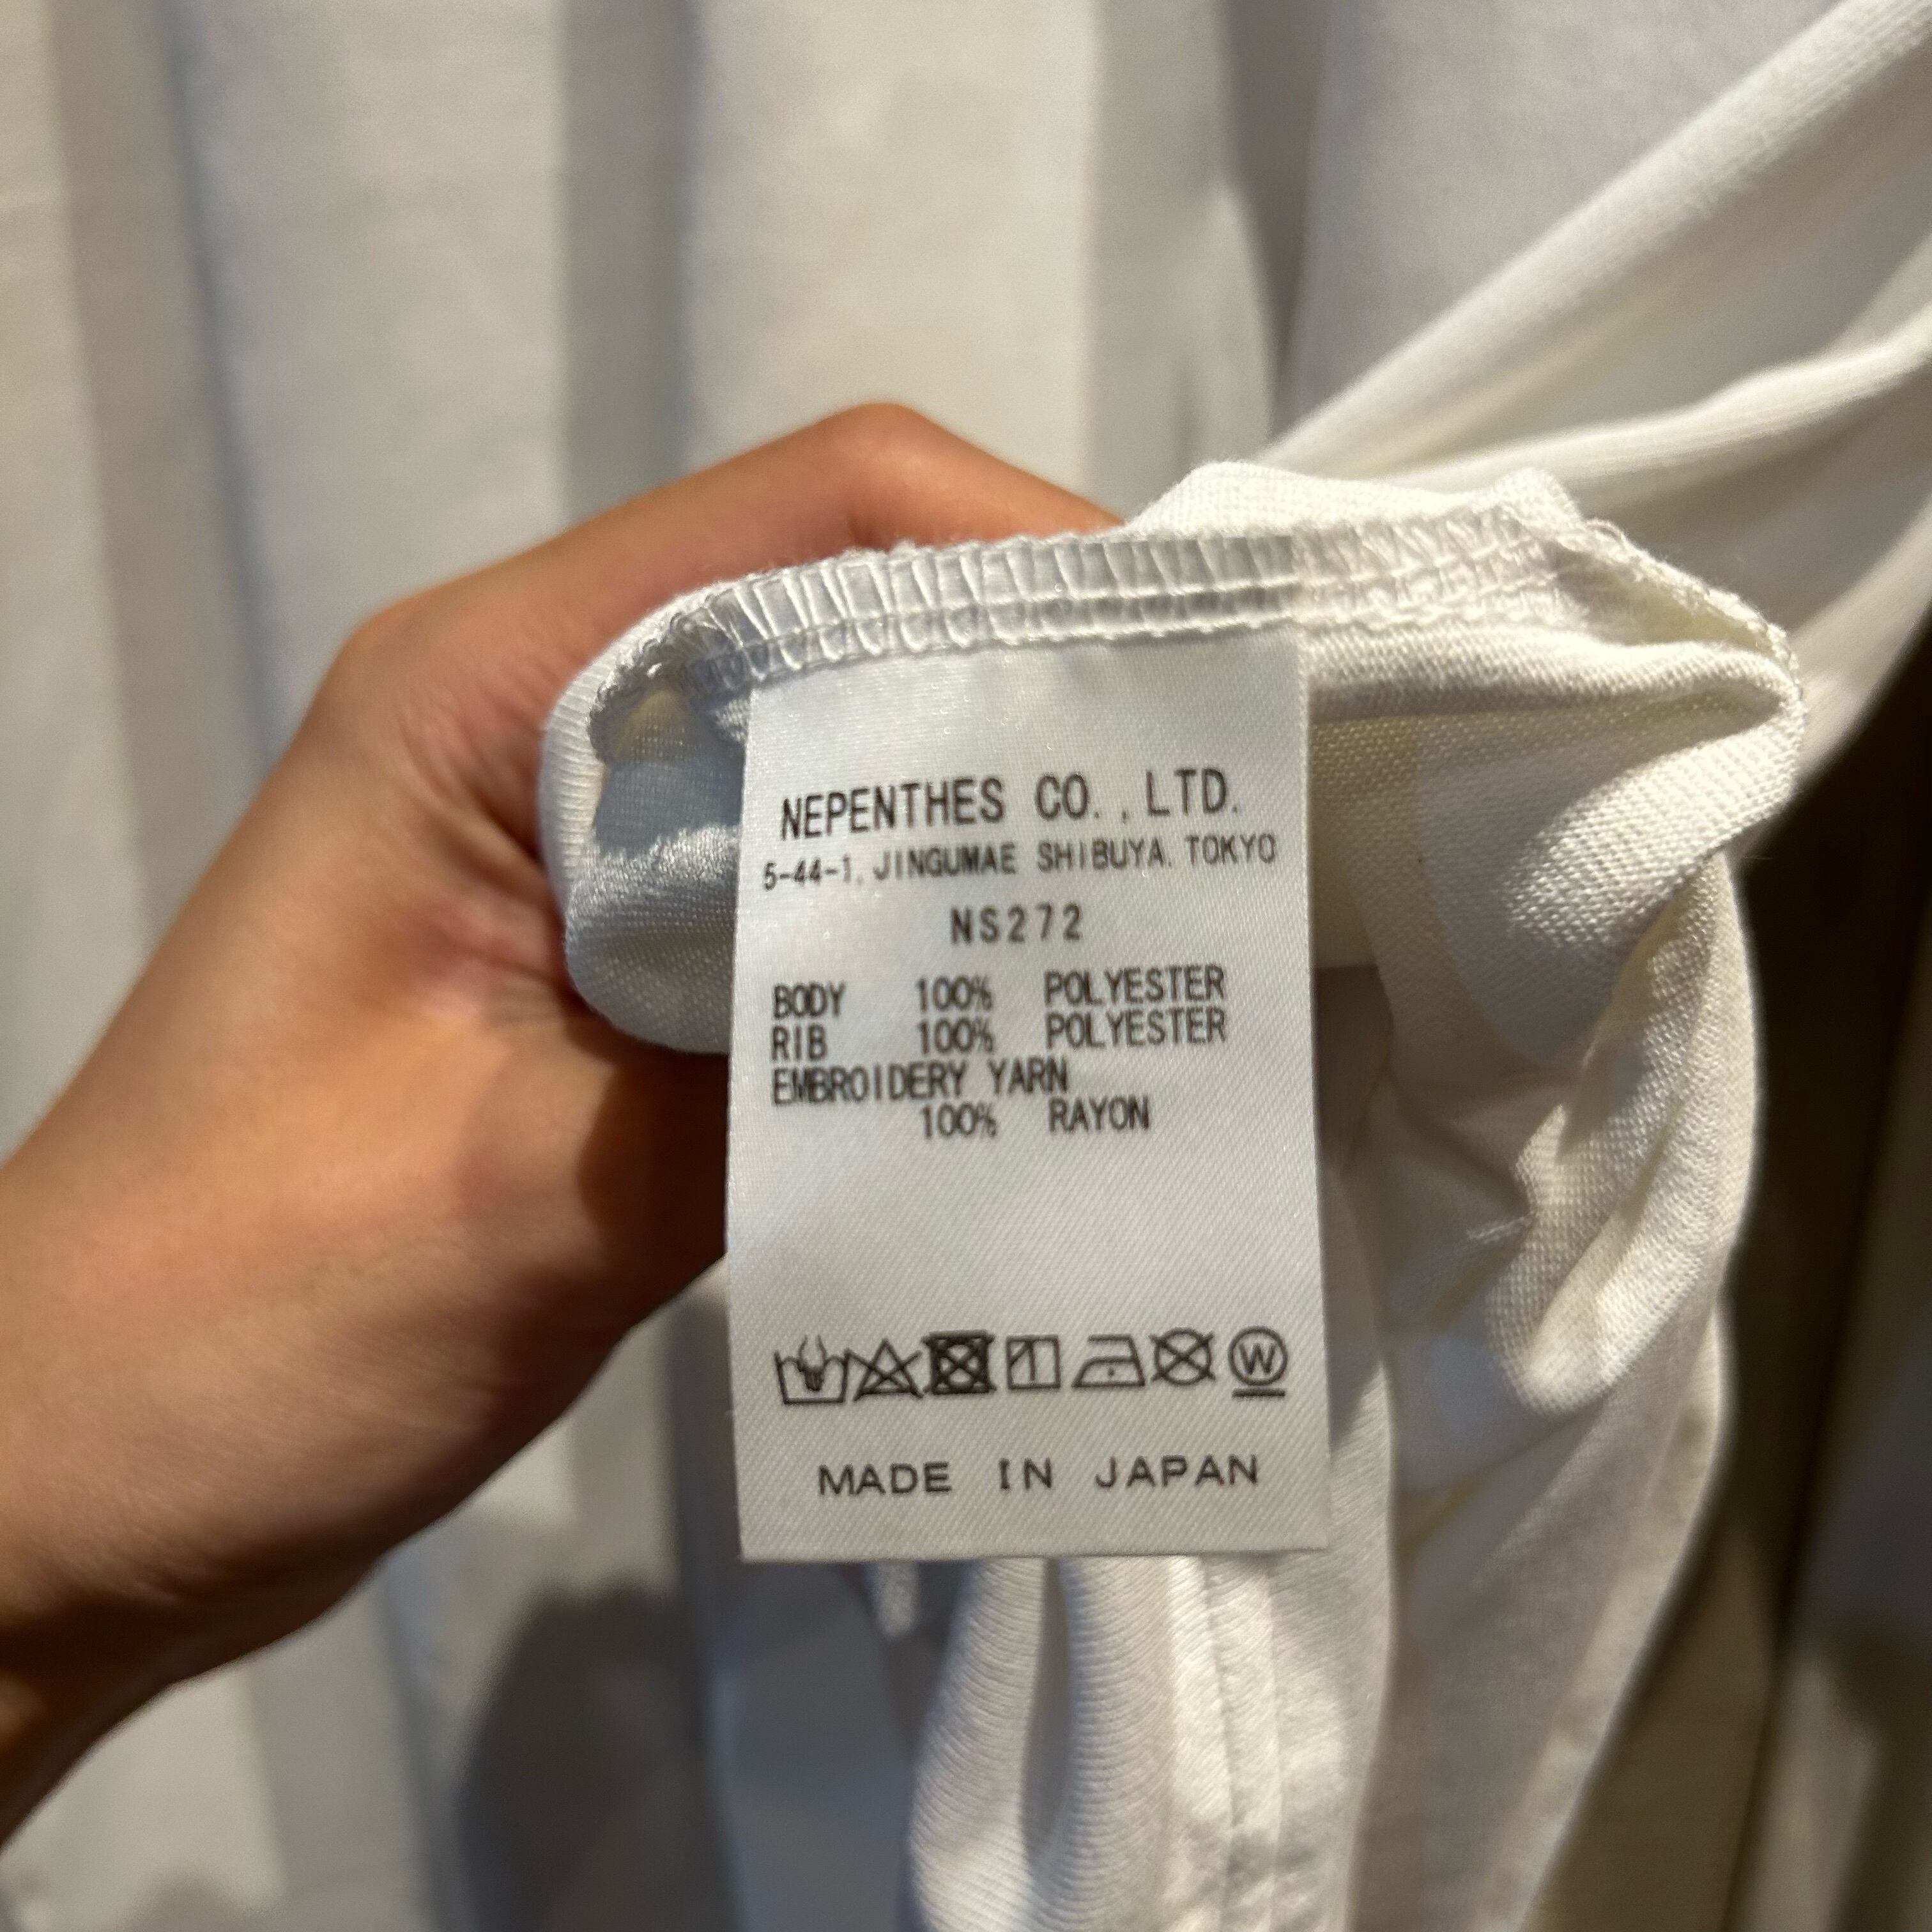 NEPENTHES CO.,LTD.
5-44-1, JINGUMAE SHIBUYA. TOKYO
NS272
BODY 100% POLYESTER
RIB 100% POLYESTER
EMBROIDERY YARN
100% RAYON
W
MADE IN JAPAN